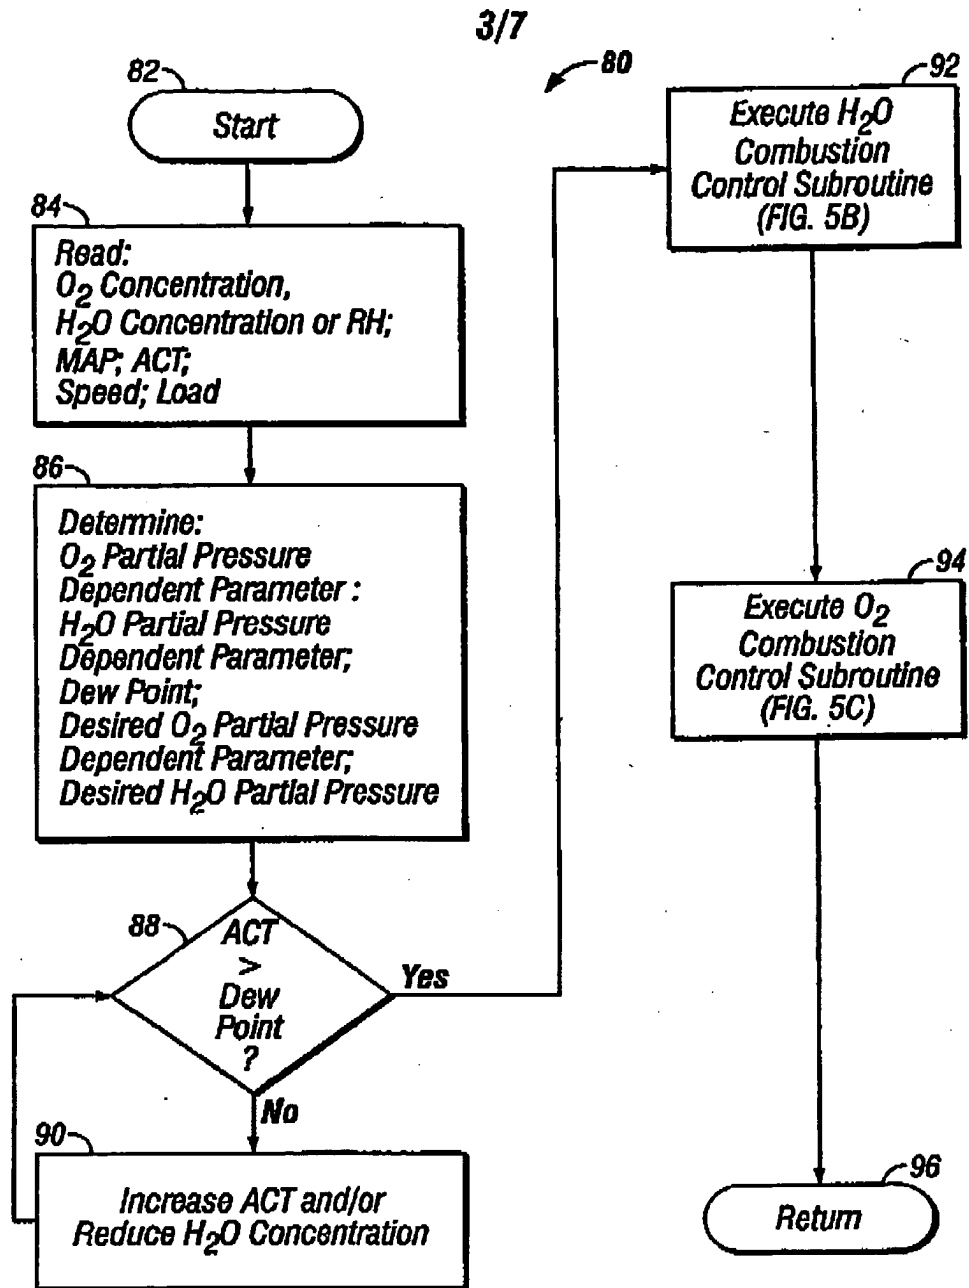 3/7
80
82
Start
84
Read:
O2 Concentration,
H2O Concentration or RH;
MAP; ACT;
Speed; Load
86
Determine:
O2 Partial Pressure
Dependent Parameter :
H2O Partial Pressure
Dependent Parameter;
Dew Point;
Desired O2 Partial Pressure
Dependent Parameter;
Desired H2O Partial Pressure
88
ACT
>
Dew
Point
?
Yes
No
90
Increase ACT and/or
Reduce H2O Concentration
92
Execute H2O
Combustion
Control Subroutine
(FIG. 5B)
94
Execute O2
Combustion
Control Subroutine
(FIG. 5C)
96
Return